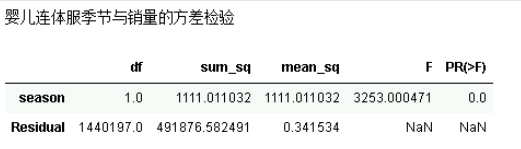 婴儿连体服季节与销量的方差检验
df sum_sq mean_sq F PR(>F)
season 1.0 1111.011032 1111.011032 3253.000471 0.0
Residual 1440197.0 491876.582491 0.341534 NaN NaN